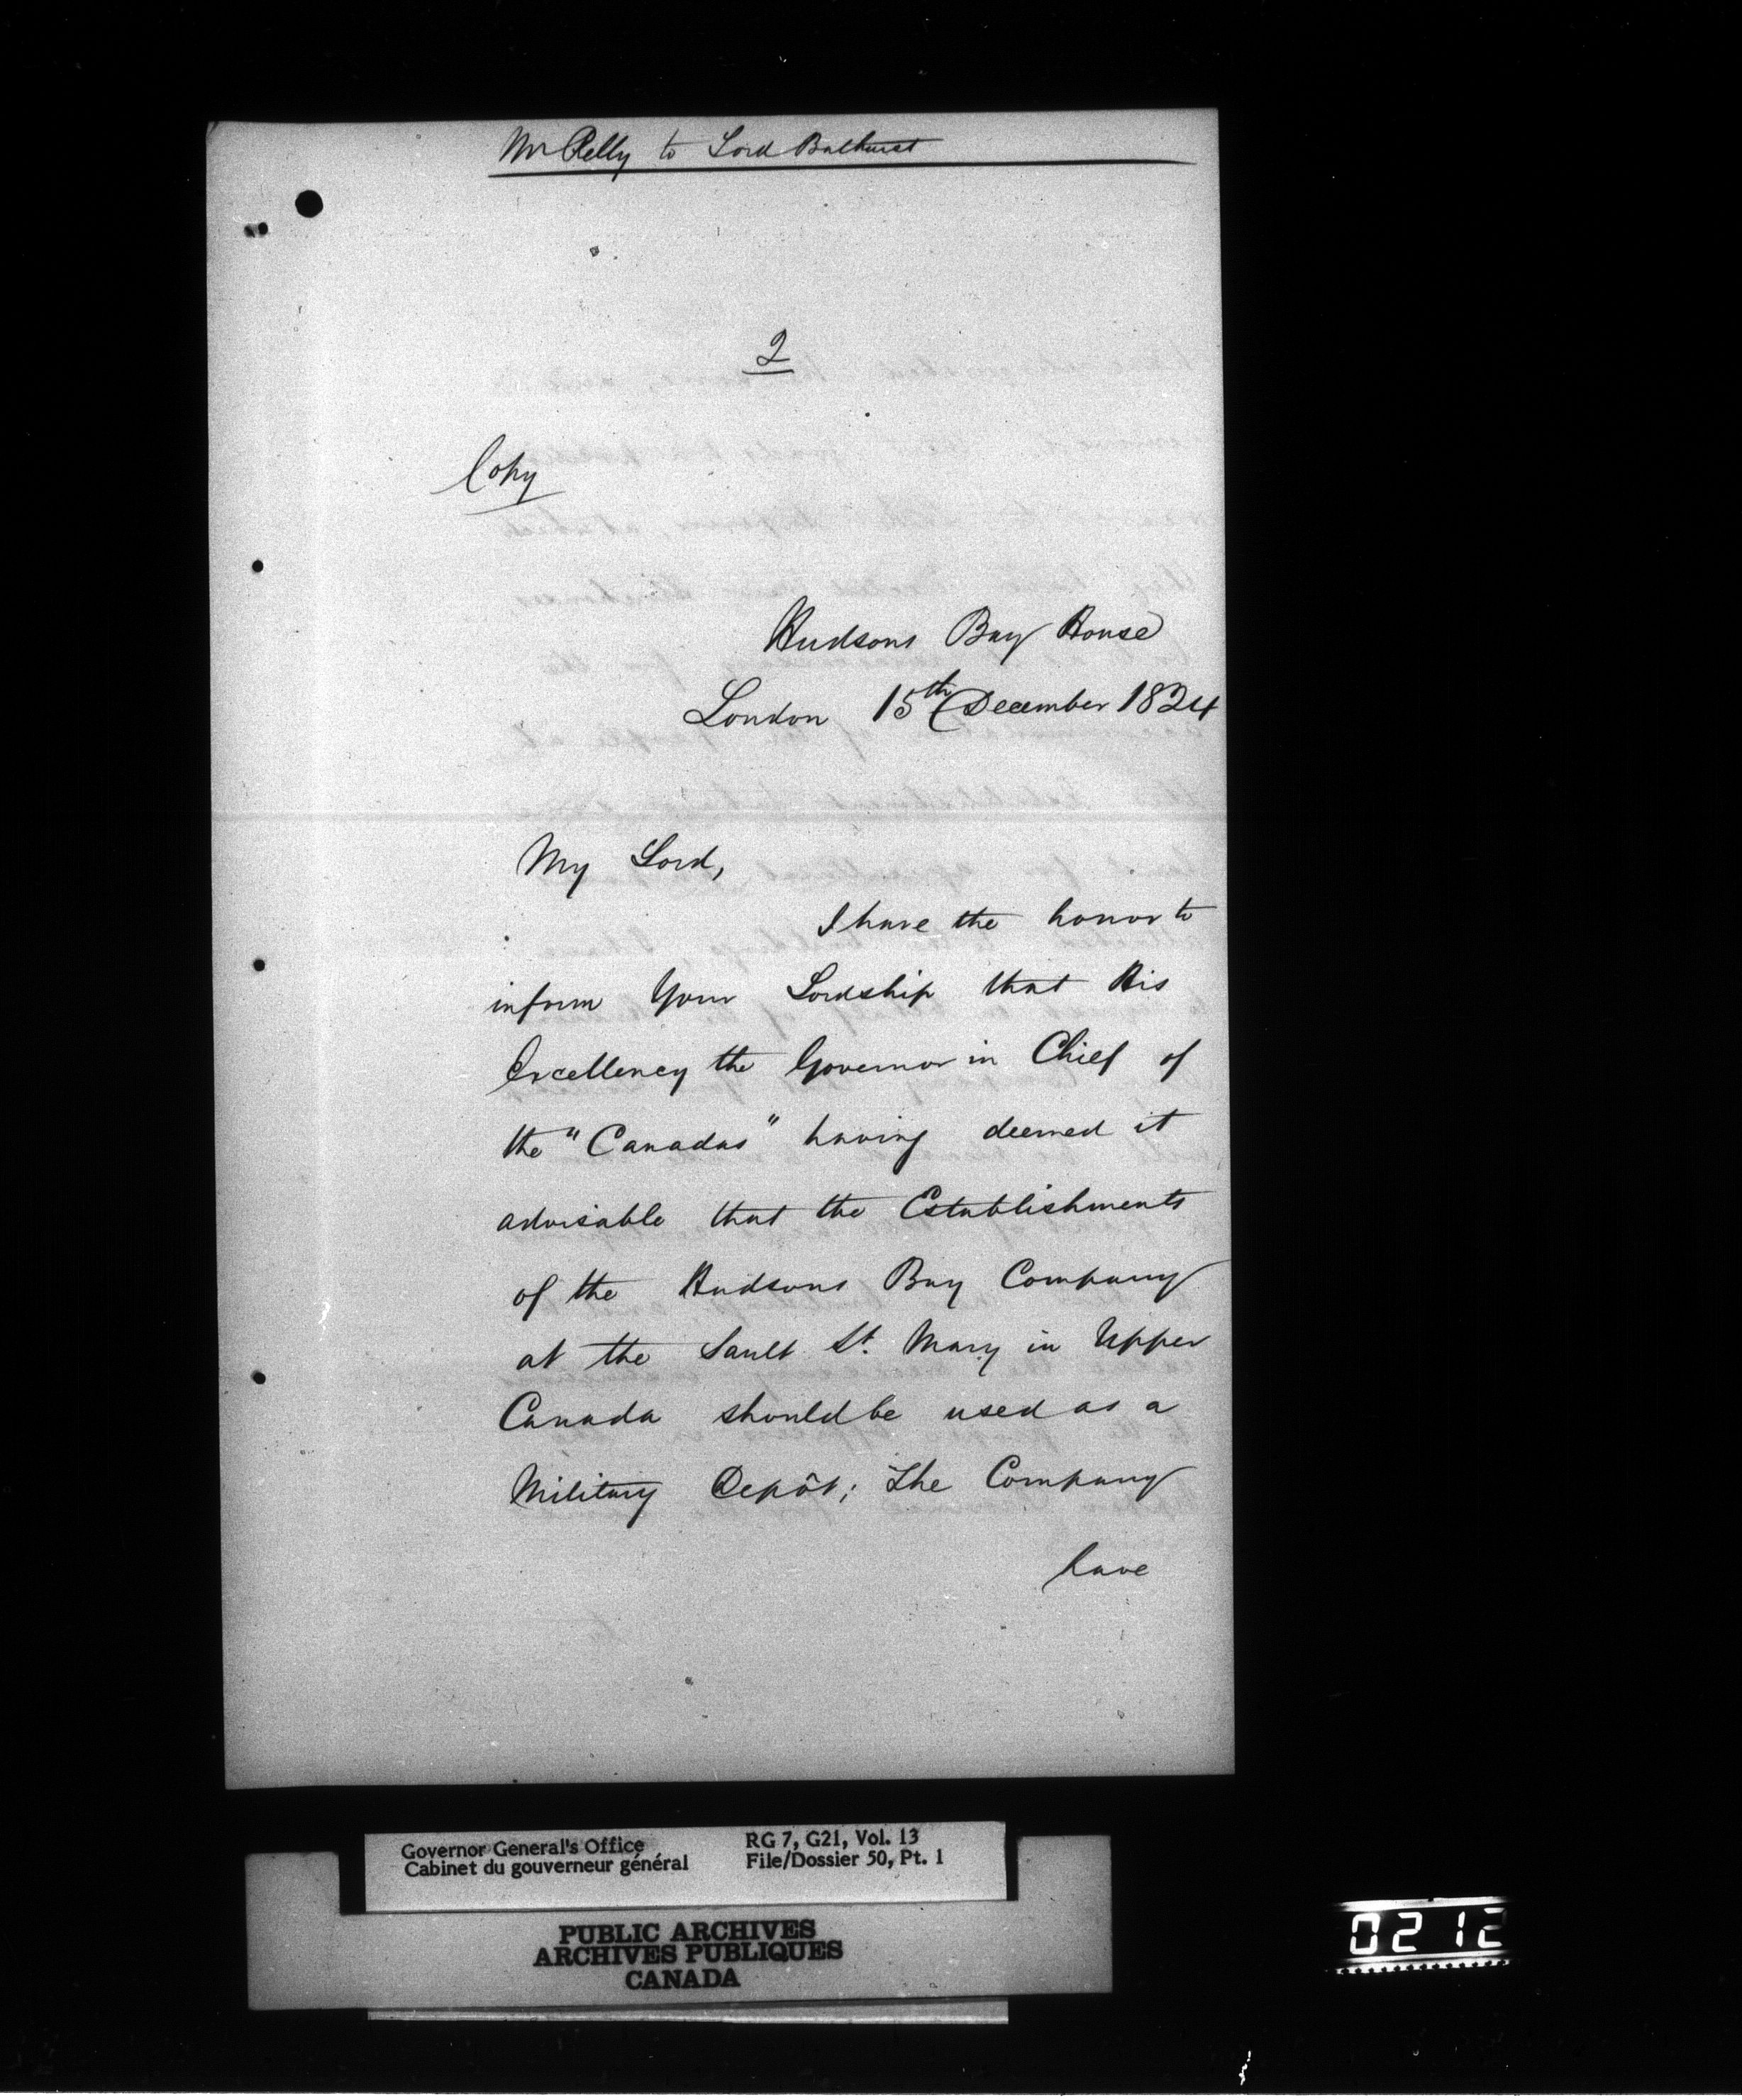 Mr Pelly to Lord Bathurst
2
Copy
Hudsons Bay House
London 15th December 1824
My Lord,
I have the honor to
inform Your Lordship that His
Excellency the Governor in Chief of
the "Canadas" having deemed it
advisable that the Establishments
of the Hudsons Bay Company
at the Sault St. Mary in Upper
Canada should be used as a
Military Depôt; The Company
have
Governor General's Office
Cabinet du gouverneur général
RG 7, G21, Vol. 13
File/Dossier 50, Pt. 1
PUBLIC ARCHIVES
ARCHIVES PUBLIQUES
CANADA
0212